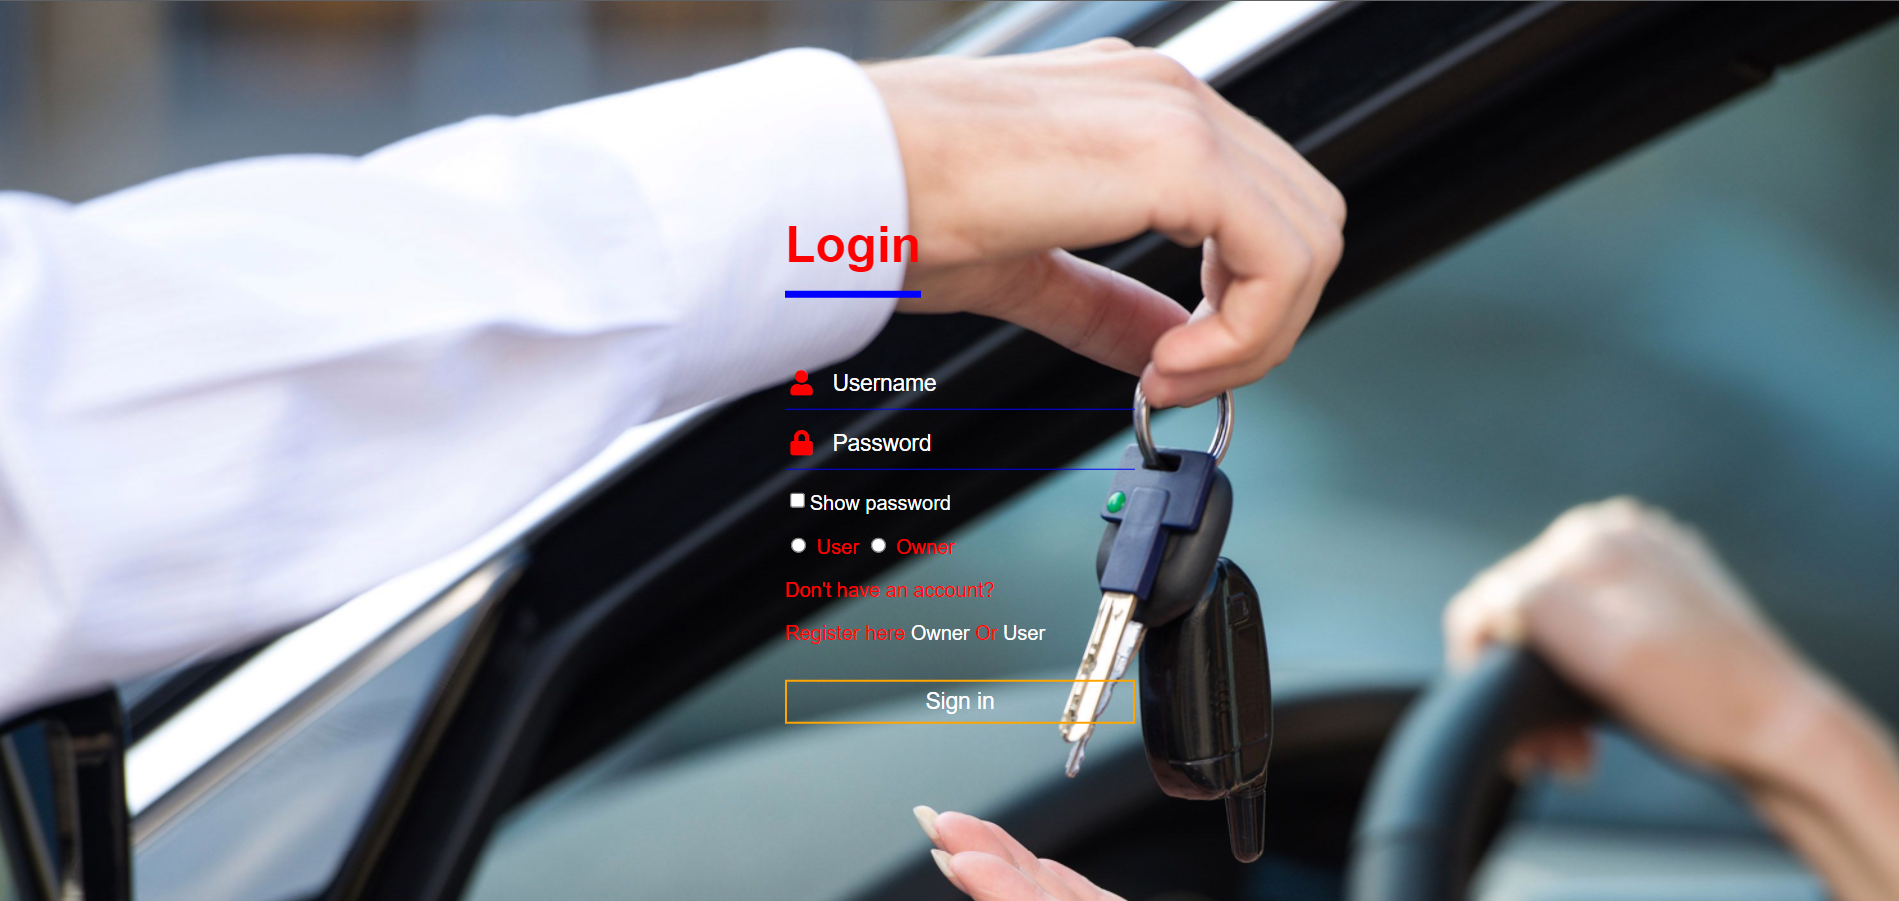 Login
Username
Password
Show password
User Owner
Don't have an account?
Register here Owner Or User
Sign in